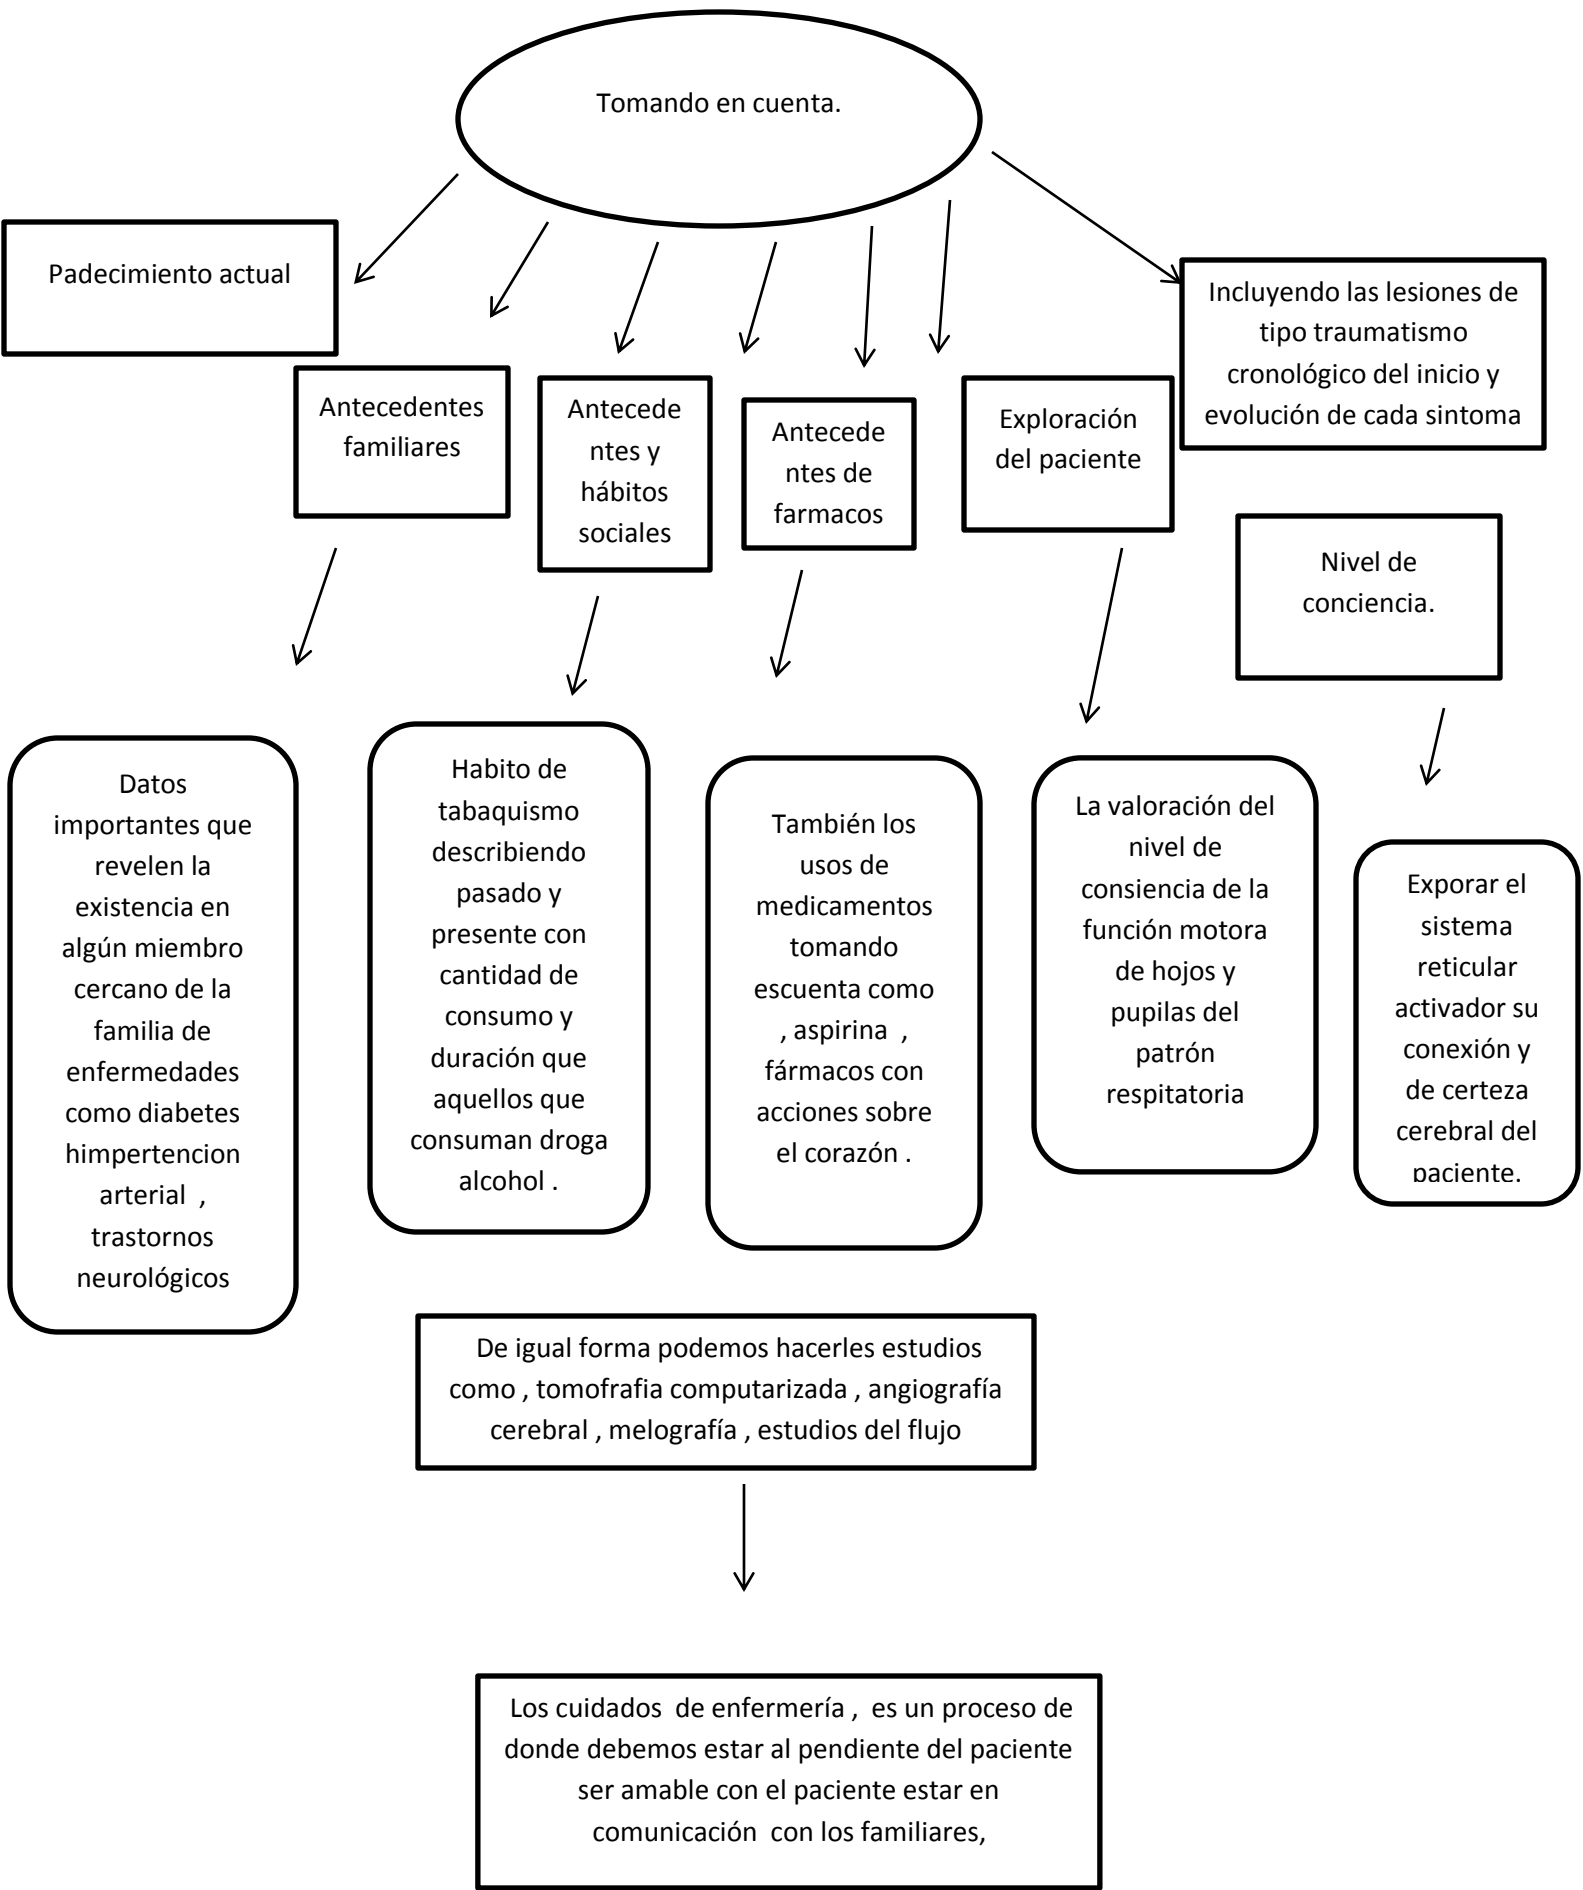 Tomando en cuenta.
Padecimiento actual
Incluyendo las lesiones de
tipo traumatismo
cronológico del inicio y
evolución de cada sintoma
Antecedentes
familiares
Antecede
ntes y
hábitos
sociales
Antecede
ntes de
farmacos
Exploración
del paciente
Nivel de
conciencia.
Datos
importantes que
revelen la
existencia en
algún miembro
cercano de la
familia de
enfermedades
como diabetes
himpertencion
arterial ,
trastornos
neurológicos
Habito de
tabaquismo
describiendo
pasado y
presente con
cantidad de
consumo y
duración que
aquellos que
consuman droga
alcohol .
También los
usos de
medicamentos
tomando
escuenta como
, aspirina ,
fármacos con
acciones sobre
el corazón .
La valoración del
nivel de
consiencia de la
función motora
de hojos y
pupilas del
patrón
respitatoria
Exporar el
sistema
reticular
activador su
conexión y
de certeza
cerebral del
paciente.
De igual forma podemos hacerles estudios
como , tomofrafia computarizada , angiografía
cerebral , melografía , estudios del flujo
Los cuidados  de enfermería ,  es un proceso de
donde debemos estar al pendiente del paciente
ser amable con el paciente estar en
comunicación  con los familiares,